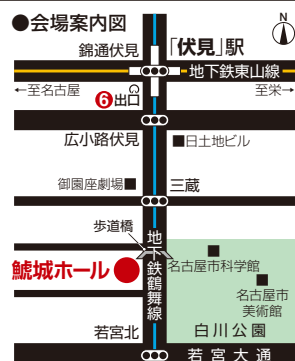 ●会場案内図
N
錦通伏見
「伏見」駅
地下鉄東山線
←至名古屋
至栄→
6出口
広小路伏見
■日土地ビル
御園座劇場■
三蔵
歩道橋
地下鉄鶴舞線
鯱城ホール●
名古屋市科学館
名古屋市
美術館
若宮北
白川公園
若宮大通